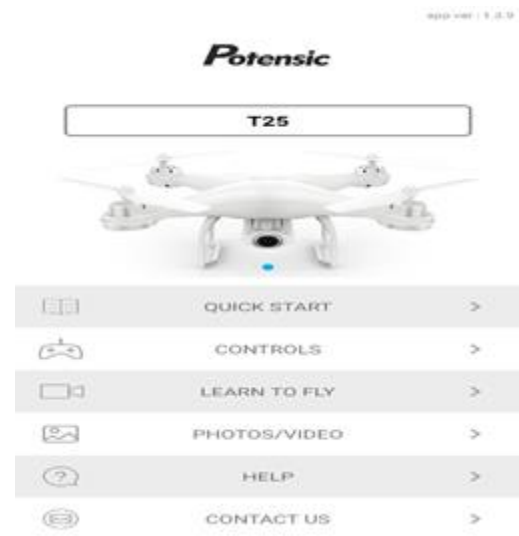 app ver : 1.3.9
Potensic
T25
QUICK START >
CONTROLS >
LEARN TO FLY >
PHOTOS/VIDEO >
HELP >
CONTACT US >